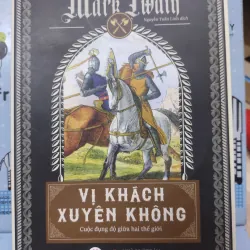 Mark Twain
VỊ KHÁCH
XUYÊN KHÔNG
Cuộc đụng độ giữa hai thế giới